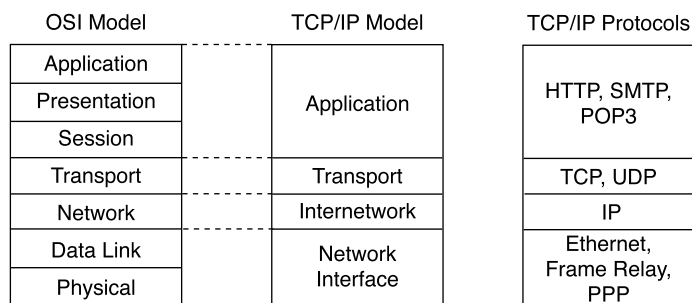 OSI Model
TCP/IP Model
TCP/IP Protocols
Application
Presentation
Session
Transport
Network
Data Link
Physical
Application
Transport
Internetwork
Network
Interface
HTTP, SMTP,
POP3
TCP, UDP
IP
Ethernet,
Frame Relay,
PPP